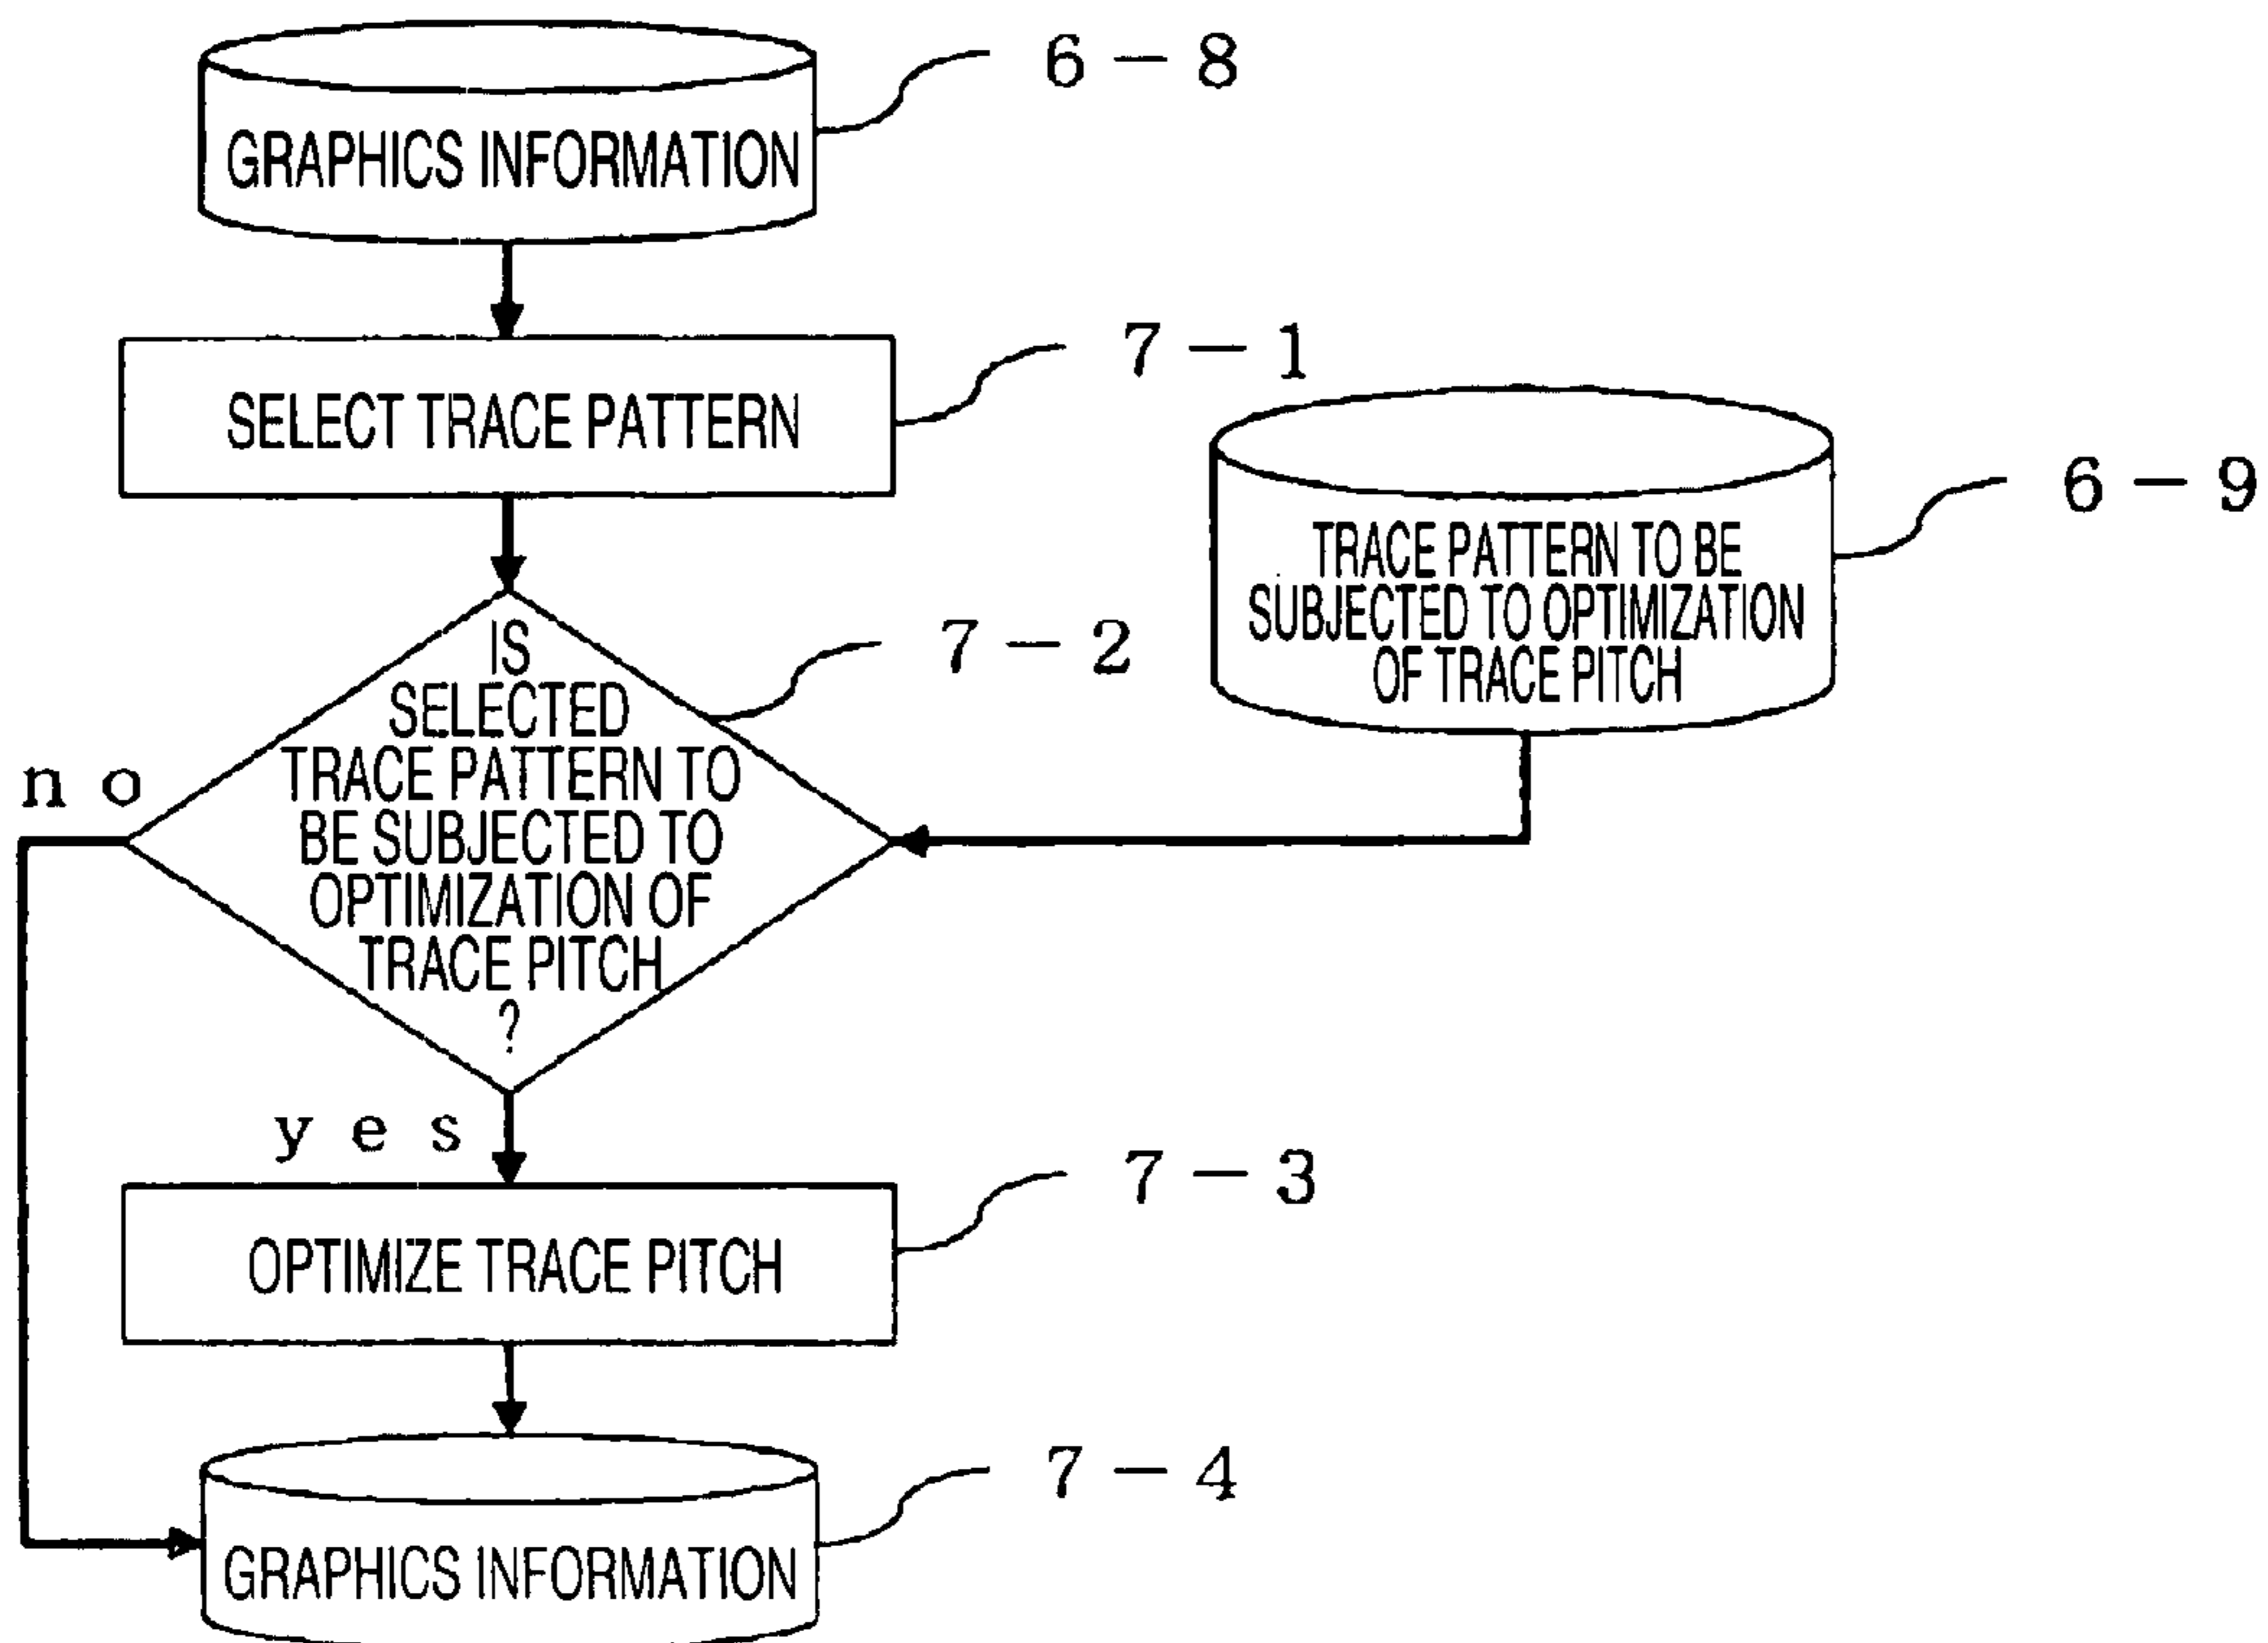 6-8
GRAPHICS INFORMATION
7-1
SELECT TRACE PATTERN
6-9
TRACE PATTERN TO BE
SUBJECTED TO OPTIMIZATION
OF TRACE PITCH
7-2
IS
SELECTED
TRACE PATTERN TO
BE SUBJECTED TO
OPTIMIZATION OF
TRACE PITCH
?
no
yes
7-3
OPTIMIZE TRACE PITCH
7-4
GRAPHICS INFORMATION